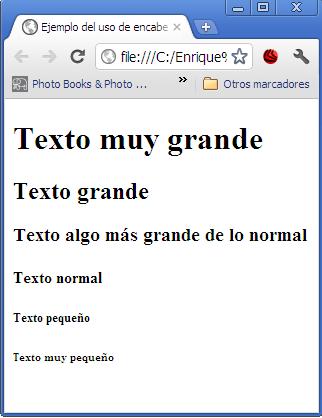 Ejemplo del uso de encabe
file:///C:/Enrique%
Photo Books & Photo ...
Otros marcadores
Texto muy grande
Texto grande
Texto algo más grande de lo normal
Texto normal
Texto pequeño
Texto muy pequeño